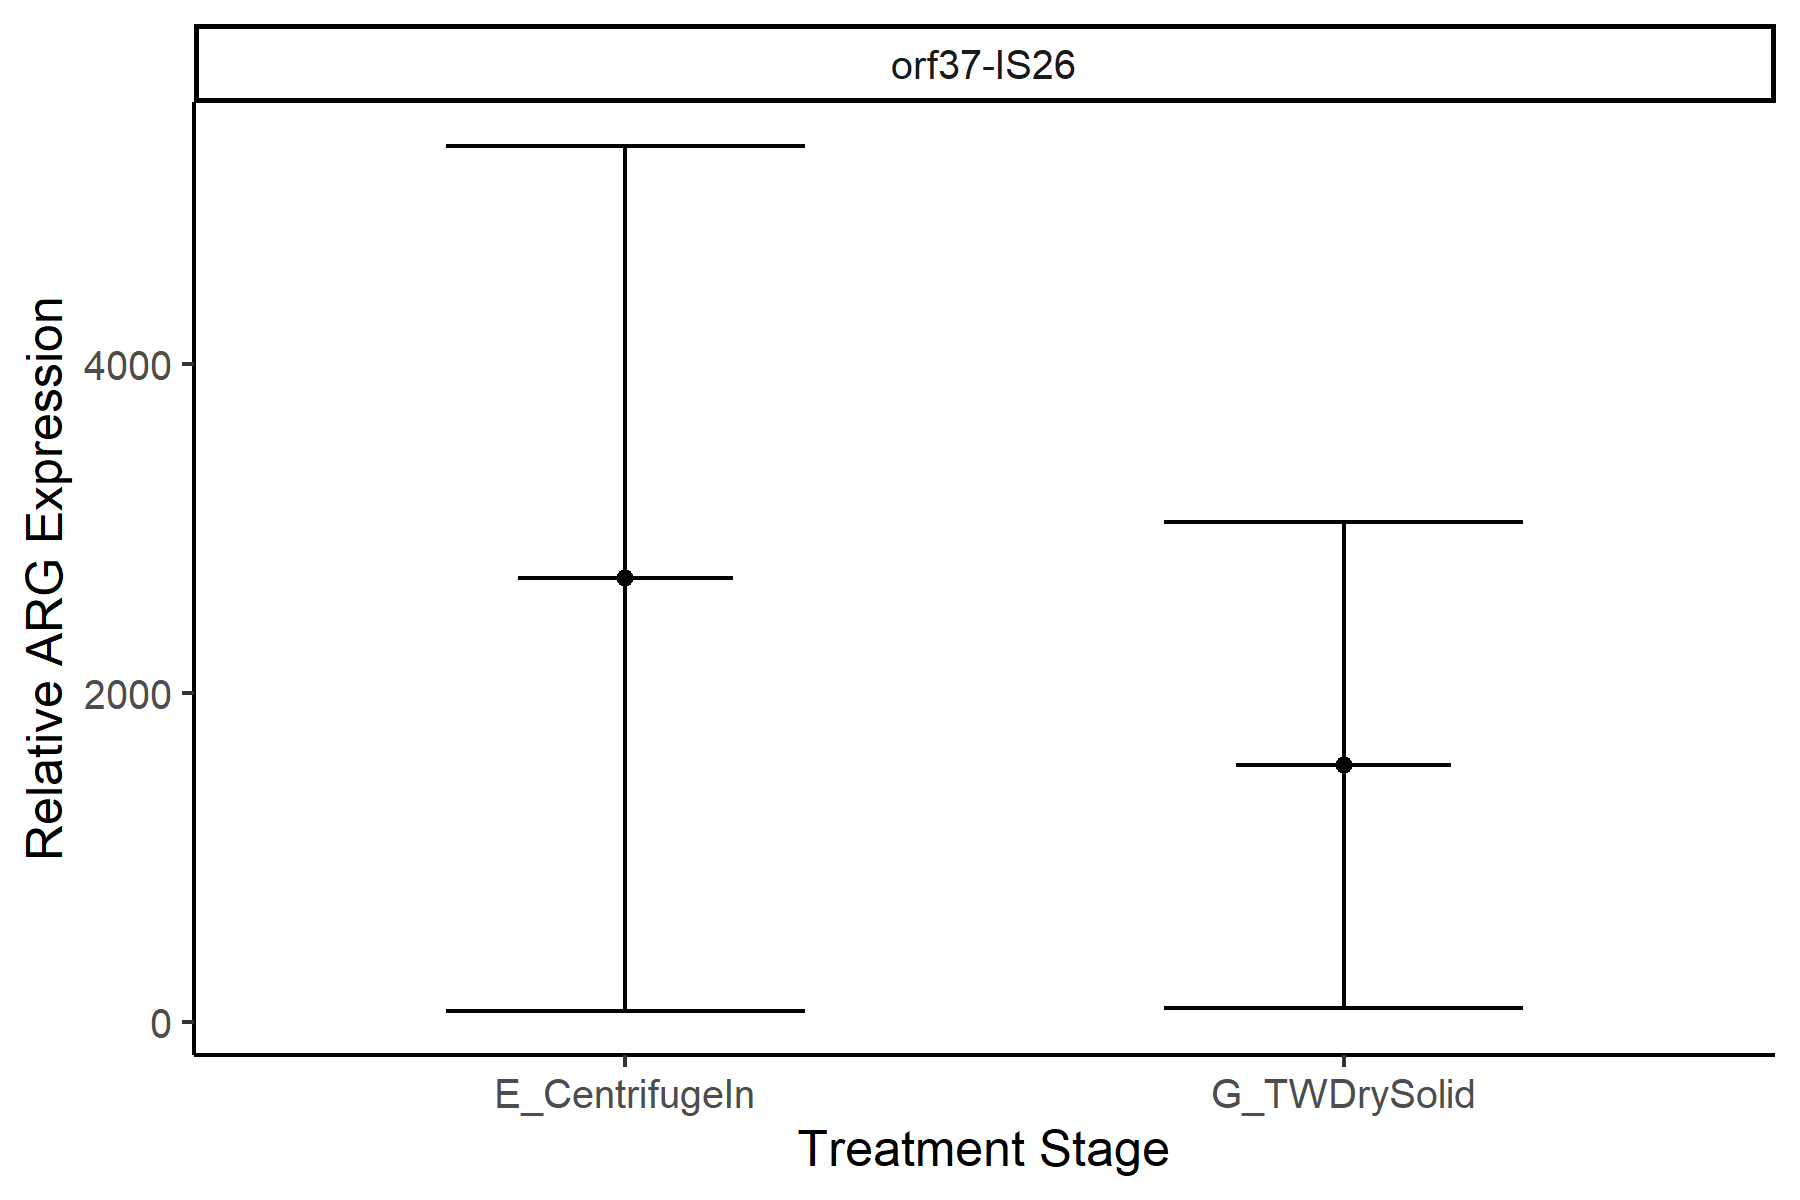 orf37-IS26
Relative ARG Expression
4000
2000
0
E_CentrifugeIn
G_TWDrySolid
Treatment Stage